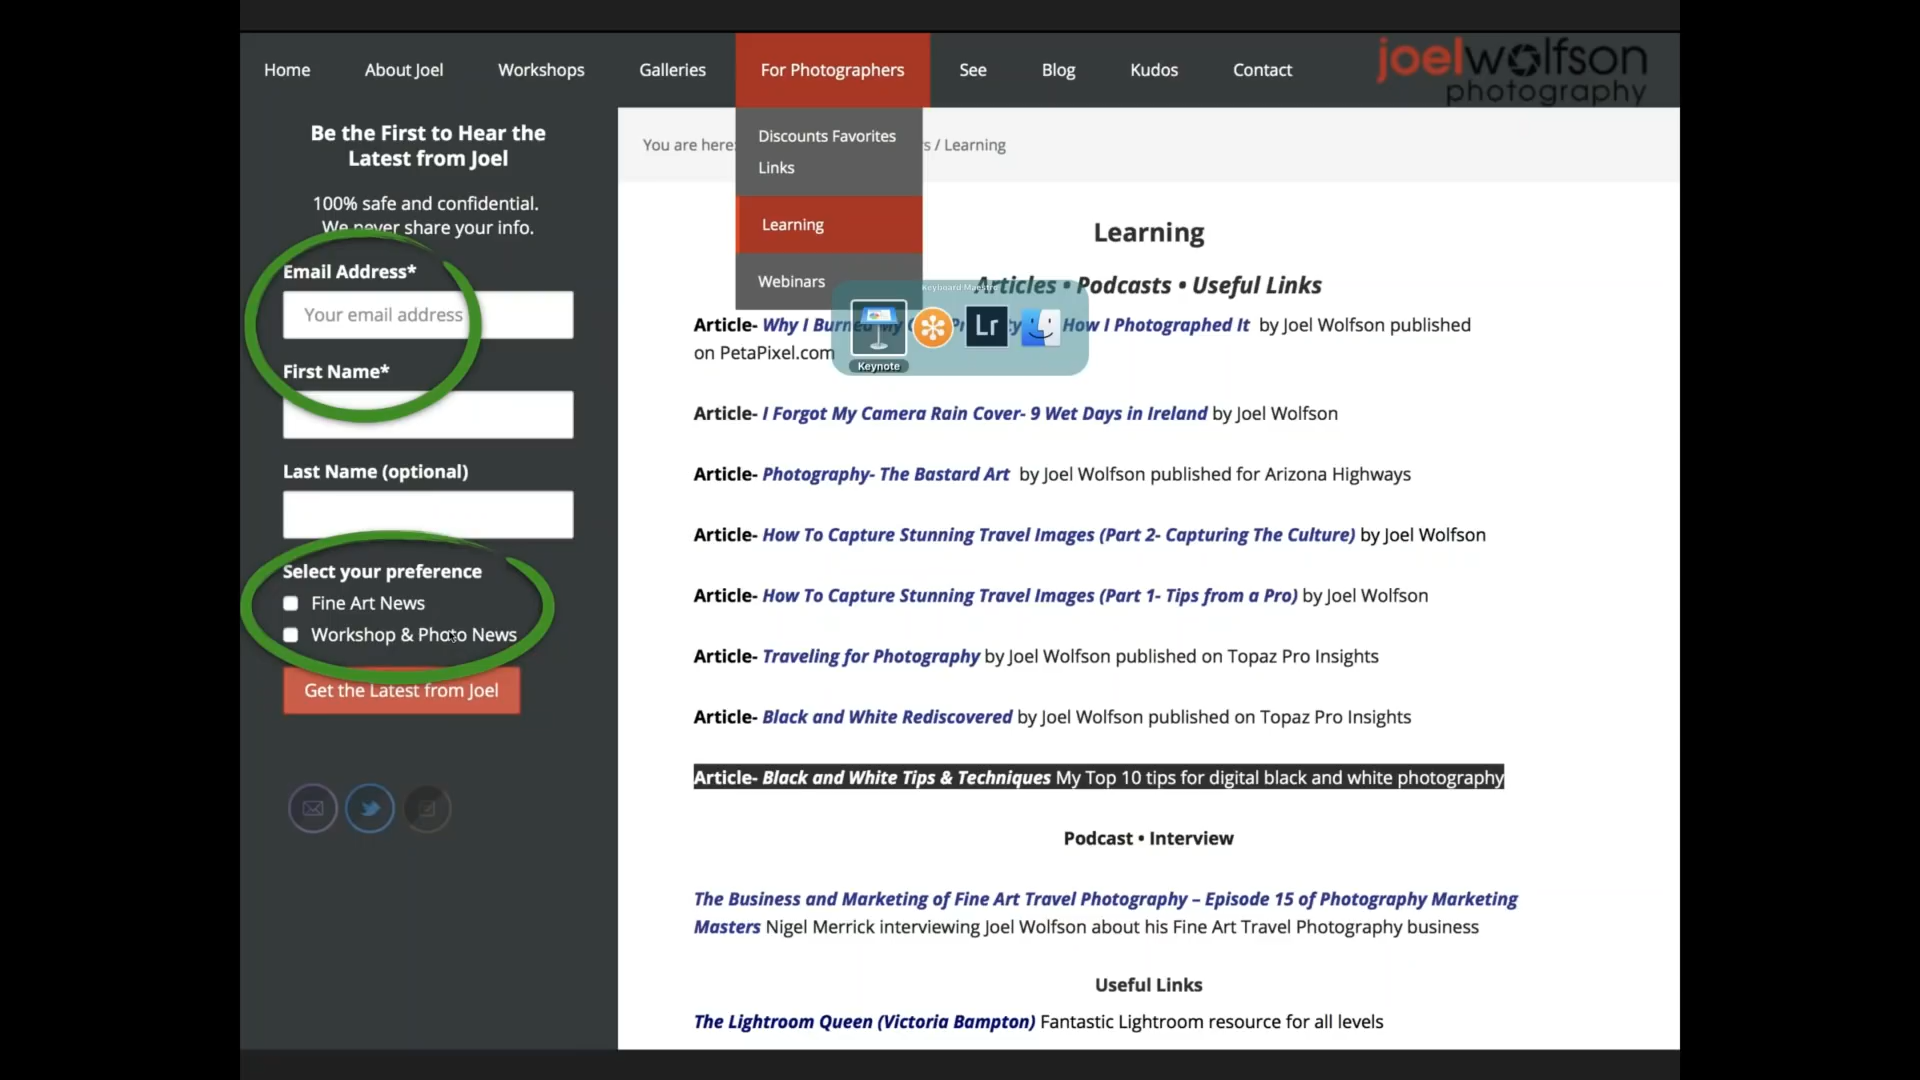 Home About Joel Workshops Galleries For Photographers See Blog Kudos Contact
joelwolfson
photography
Be the First to Hear the
Latest from Joel
100% safe and confidential.
We never share your info.
Email Address*
Your email address
First Name*
Last Name (optional)
Select your preference
Fine Art News
Workshop & Photo News
Get the Latest from Joel
Discounts Favorites
Links
Learning
Webinars
You are here: / Learning
Learning
Articles • Podcasts • Useful Links
Keyboard Maestro
Lr
Keynote
Article- Why I Burned My How I Photographed It by Joel Wolfson published
on PetaPixel.com
Article- I Forgot My Camera Rain Cover- 9 Wet Days in Ireland by Joel Wolfson
Article- Photography- The Bastard Art by Joel Wolfson published for Arizona Highways
Article- How To Capture Stunning Travel Images (Part 2- Capturing The Culture) by Joel Wolfson
Article- How To Capture Stunning Travel Images (Part 1- Tips from a Pro) by Joel Wolfson
Article- Traveling for Photography by Joel Wolfson published on Topaz Pro Insights
Article- Black and White Rediscovered by Joel Wolfson published on Topaz Pro Insights
Article- Black and White Tips & Techniques My Top 10 tips for digital black and white photography
Podcast • Interview
The Business and Marketing of Fine Art Travel Photography – Episode 15 of Photography Marketing
Masters Nigel Merrick interviewing Joel Wolfson about his Fine Art Travel Photography business
Useful Links
The Lightroom Queen (Victoria Bampton) Fantastic Lightroom resource for all levels